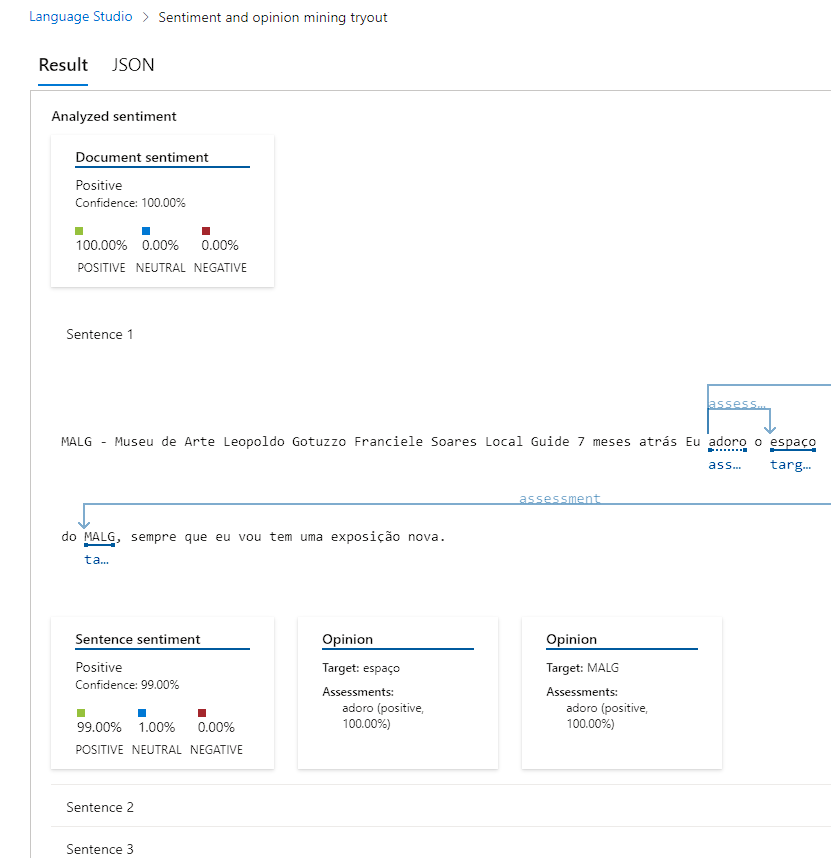 Language Studio > Sentiment and opinion mining tryout
Result JSON
Analyzed sentiment
Document sentiment
Positive
Confidence: 100.00%
100.00% 0.00% 0.00%
POSITIVE NEUTRAL NEGATIVE
Sentence 1
assess...
MALG - Museu de Arte Leopoldo Gotuzzo Franciele Soares Local Guide 7 meses atrás Eu adoro o espaço
ass... targ...
assessment
do MALG, sempre que eu vou tem uma exposição nova.
ta...
Sentence sentiment
Positive
Confidence: 99.00%
99.00% 1.00% 0.00%
POSITIVE NEUTRAL NEGATIVE
Opinion
Target: espaço
Assessments:
adoro (positive,
100.00%)
Opinion
Target: MALG
Assessments:
adoro (positive,
100.00%)
Sentence 2
Sentence 3